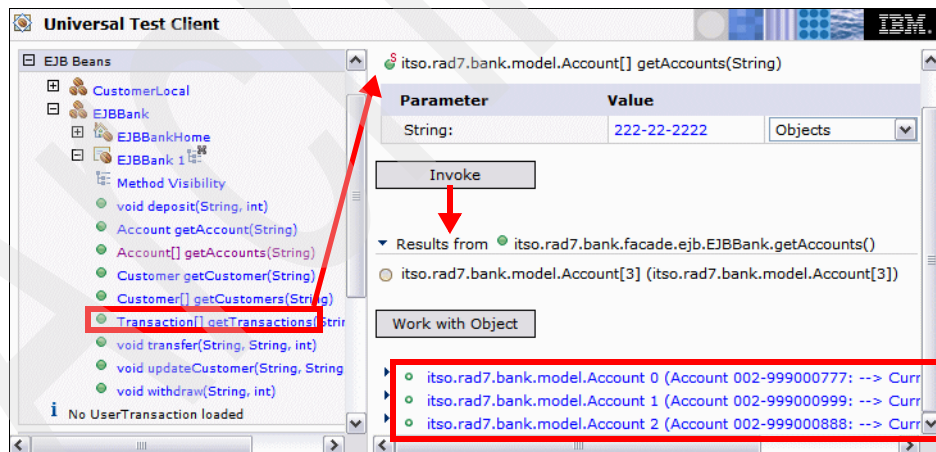 Universal Test Client
IBM.
EJB Beans
CustomerLocal
EJBBank
EJBBankHome
EJBBank 1
Method Visibility
void deposit(String, int)
Account getAccount(String)
Account[] getAccounts(String)
Customer getCustomer(String)
Customer[] getCustomers(String)
Transaction[] getTransactions(Strin
void transfer(String, String, int)
void updateCustomer(String, String
void withdraw(String, int)
No UserTransaction loaded
itso.rad7.bank.model.Account[] getAccounts(String)
Parameter Value
String: 222-22-2222 Objects
Invoke
Results from itso.rad7.bank.facade.ejb.EJBBank.getAccounts()
itso.rad7.bank.model.Account[3] (itso.rad7.bank.model.Account[3])
Work with Object
itso.rad7.bank.model.Account 0 (Account 002-999000777: --> Curr
itso.rad7.bank.model.Account 1 (Account 002-999000999: --> Curr
itso.rad7.bank.model.Account 2 (Account 002-999000888: --> Curr